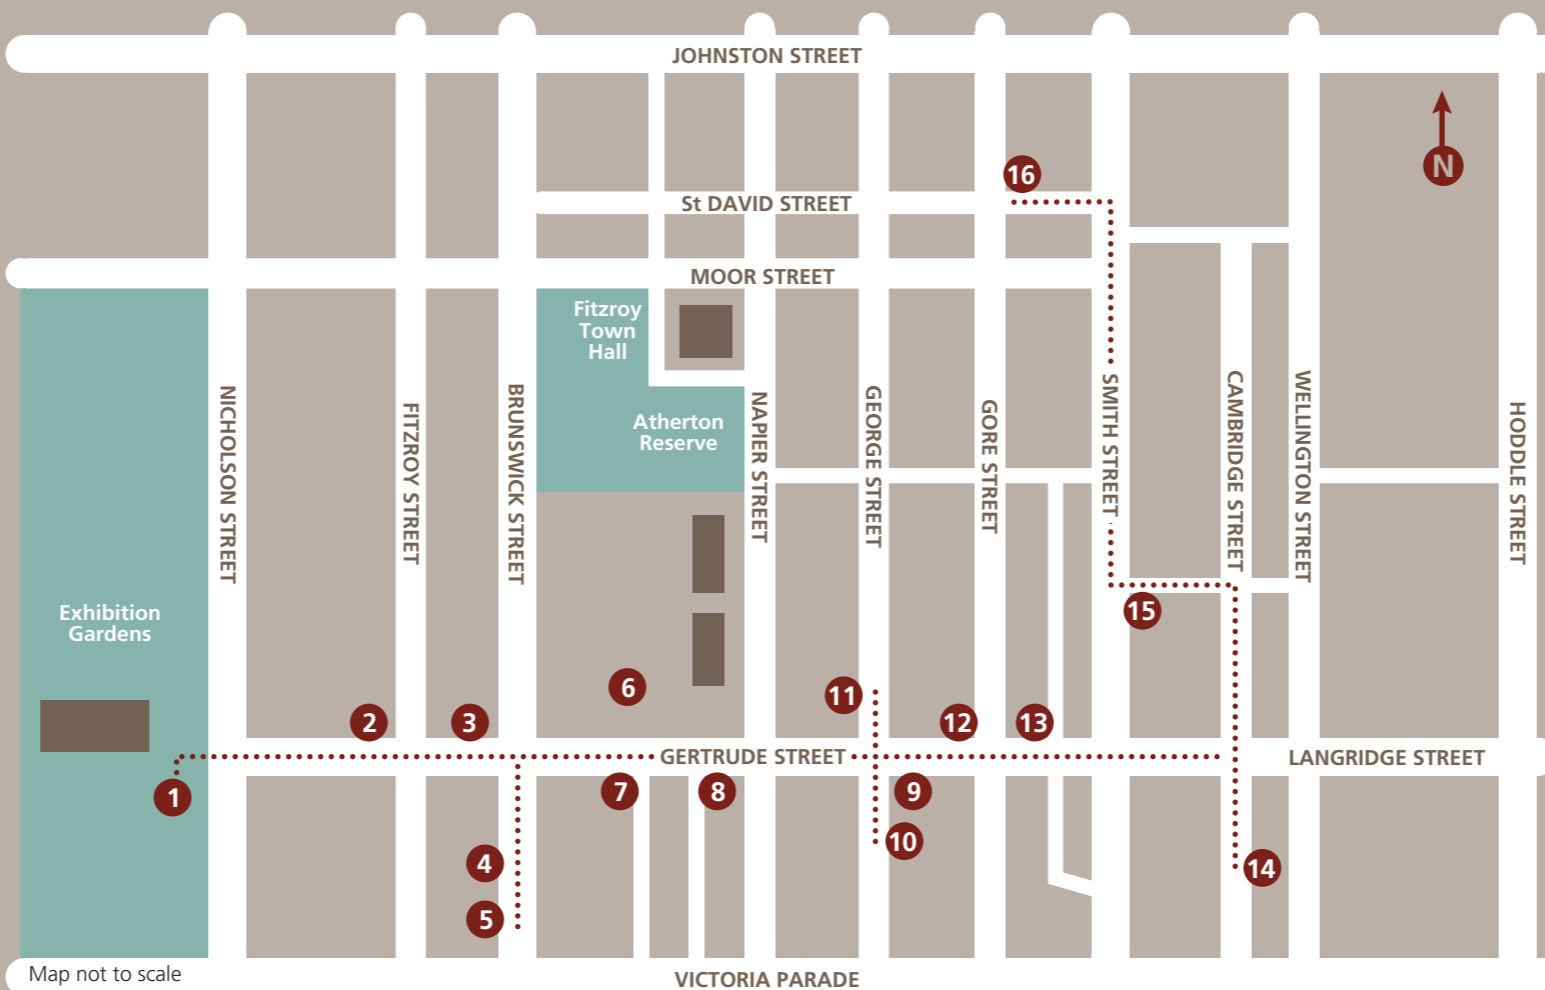 JOHNSTON STREET
N
16
St DAVID STREET
MOOR STREET
Fitzroy
Town
Hall
Atherton
Reserve
NICHOLSON STREET
FITZROY STREET
BRUNSWICK STREET
NAPIER STREET
GEORGE STREET
GORE STREET
SMITH STREET
CAMBRIDGE STREET
WELLINGTON STREET
HODDLE STREET
Exhibition
Gardens
15
6
11
2
3
12
13
GERTRUDE STREET
LANGRIDGE STREET
1
7
8
9
10
4
14
5
Map not to scale
VICTORIA PARADE